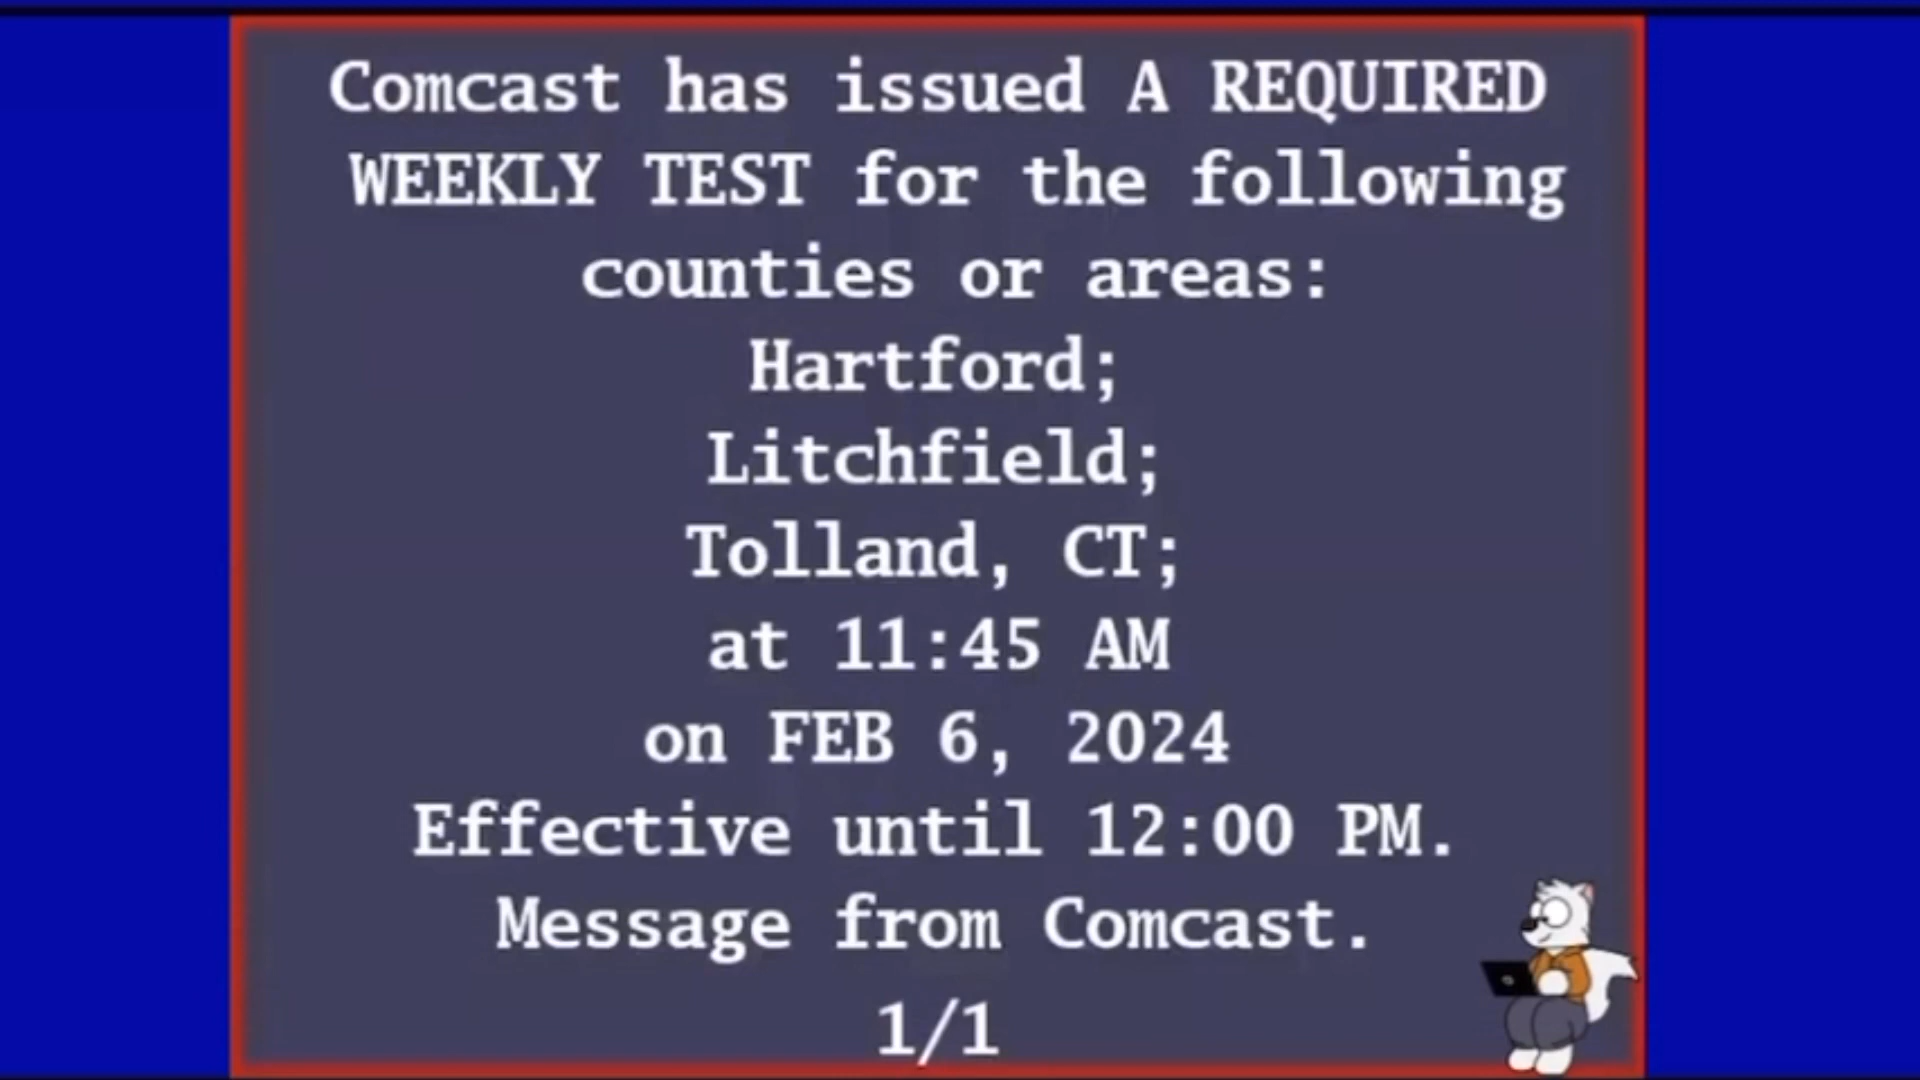 Comcast has issued A REQUIRED
WEEKLY TEST for the following
counties or areas:
Hartford;
Litchfield;
Tolland, CT;
at 11:45 AM
on FEB 6, 2024
Effective until 12:00 PM.
Message from Comcast.
1/1